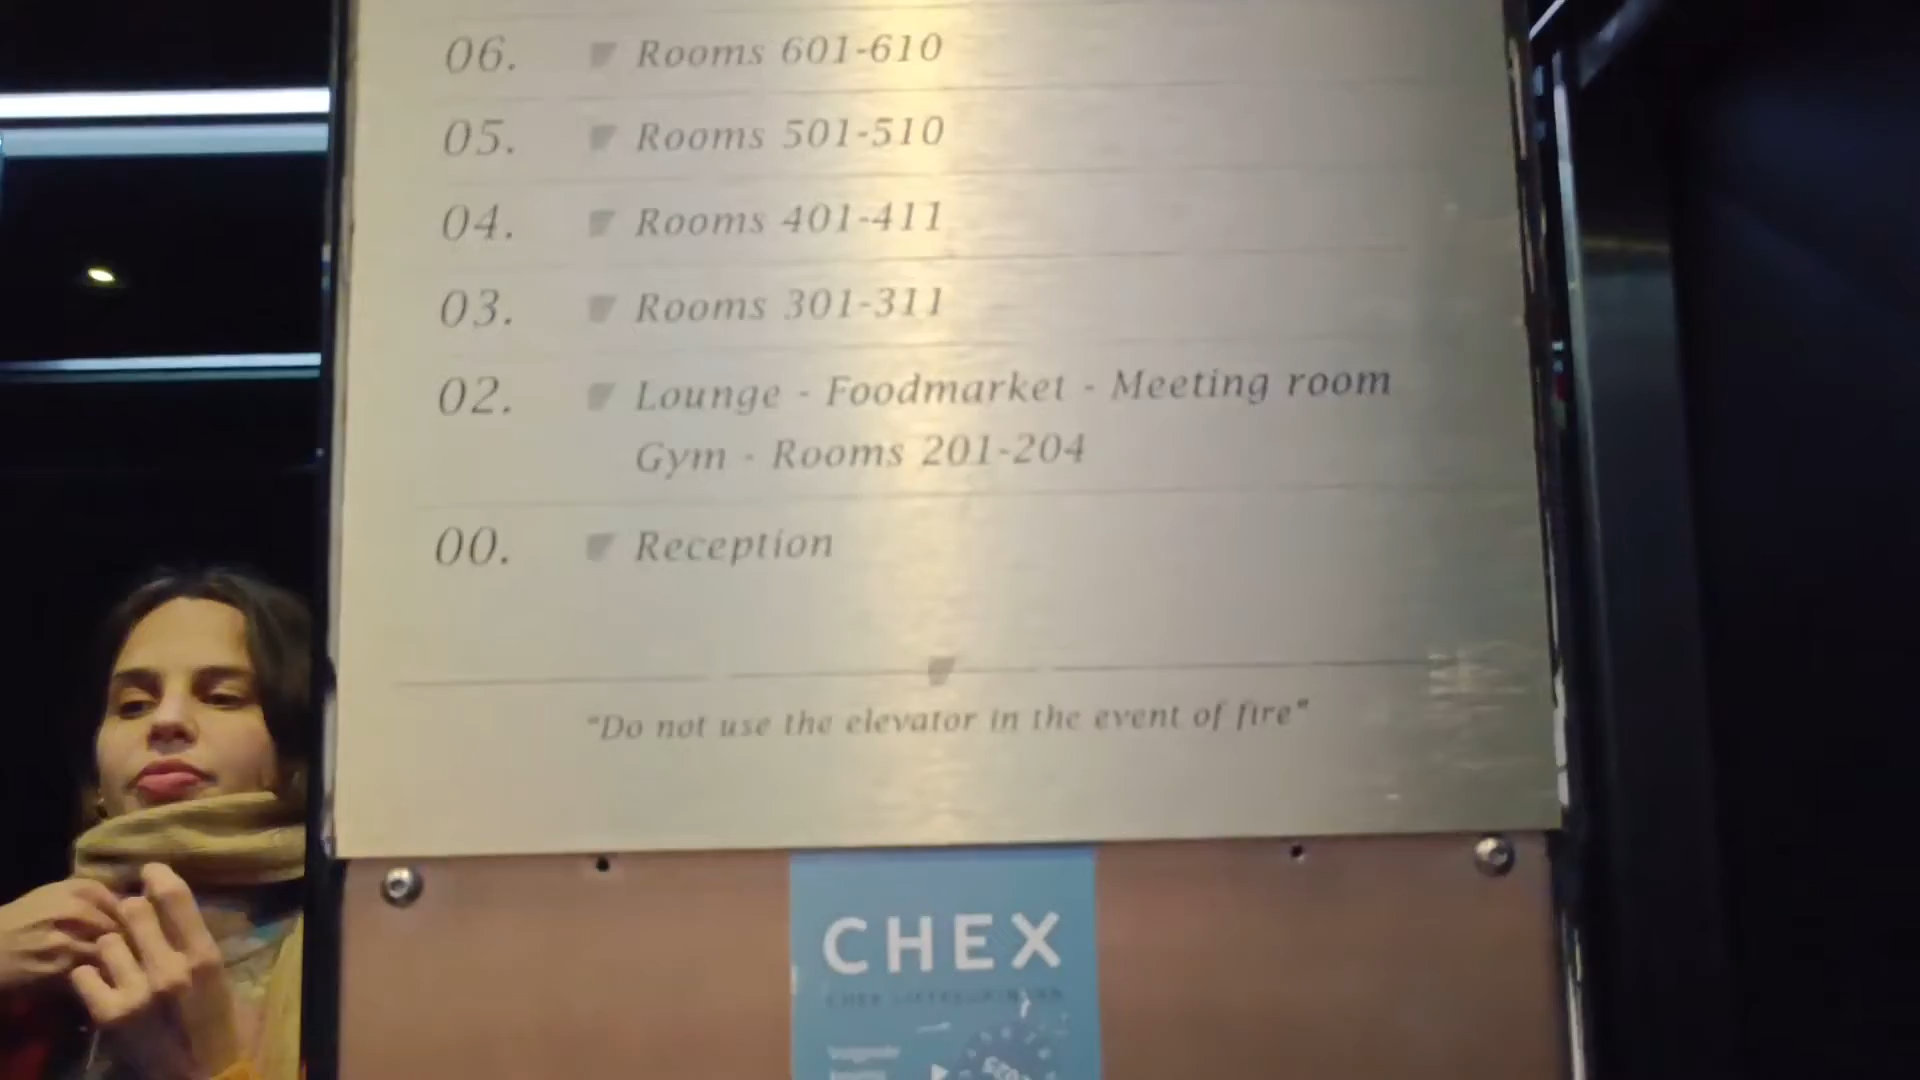 06. Rooms 601-610
05. Rooms 501-510
04. Rooms 401-411
03. Rooms 301-311
02. Lounge - Foodmarket - Meeting room
Gym - Rooms 201-204
00. Reception
"Do not use the elevator in the event of fire"
CHEX